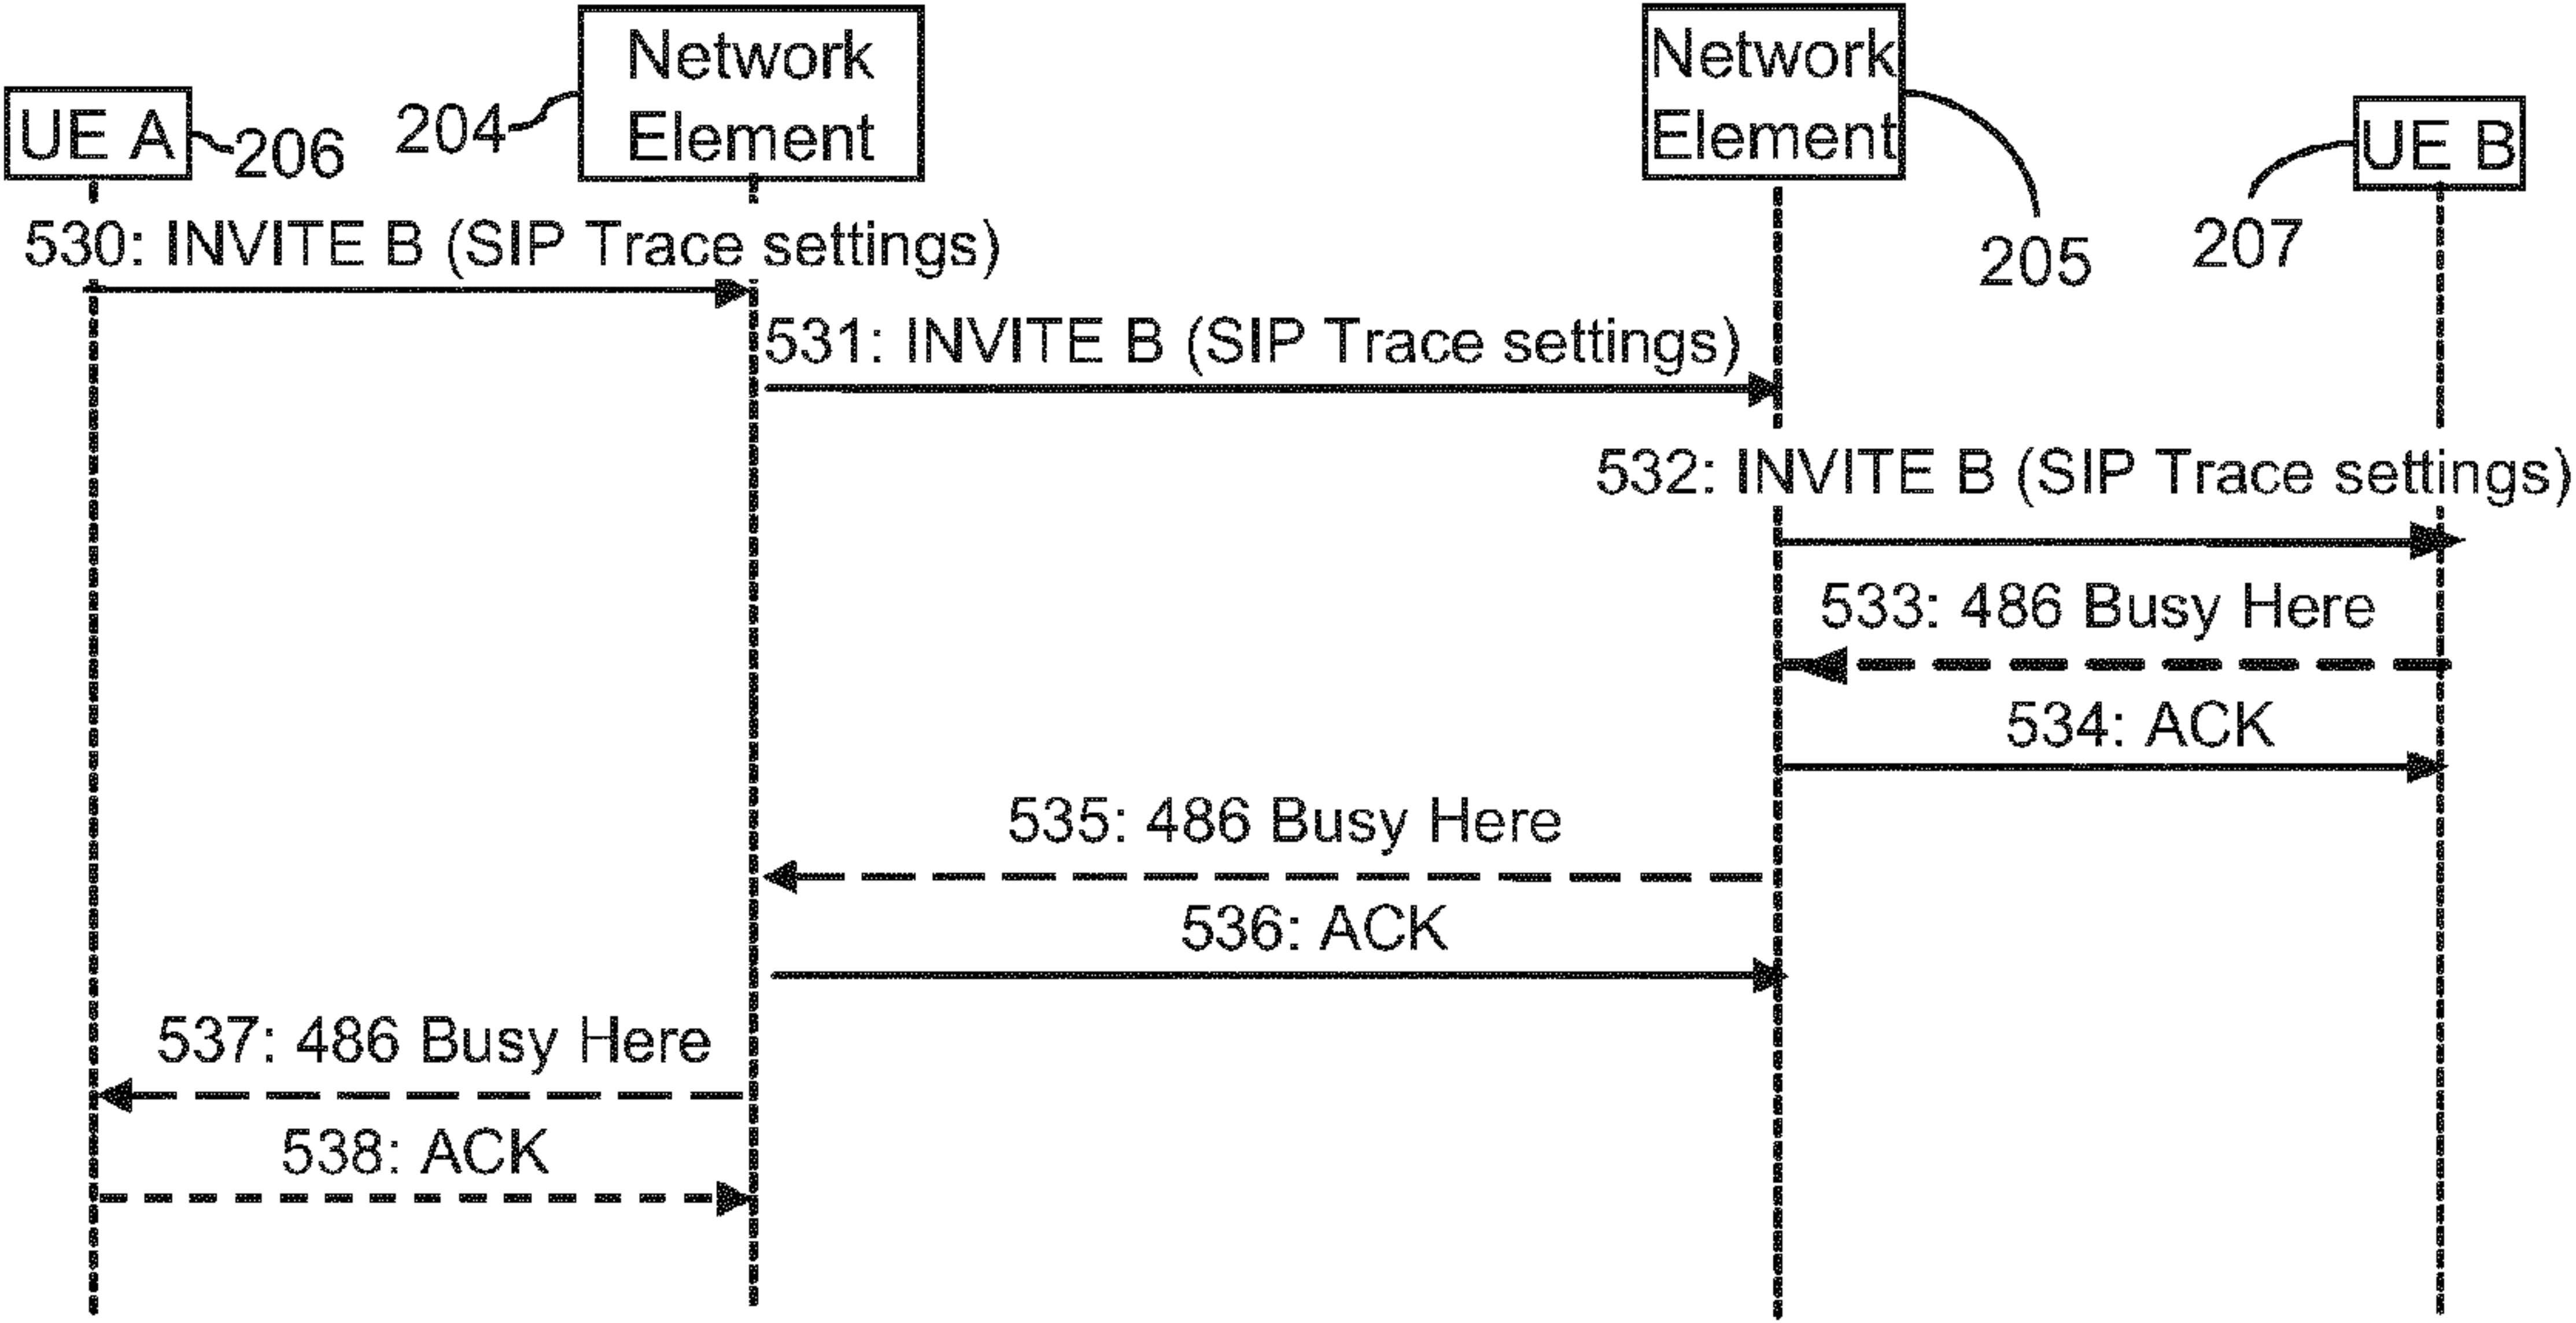 UE A
206
204
Network
Element
Network
Element
205
UE B
207
530: INVITE B (SIP Trace settings)
531: INVITE B (SIP Trace settings)
532: INVITE B (SIP Trace settings)
533: 486 Busy Here
534: ACK
535: 486 Busy Here
536: ACK
537: 486 Busy Here
538: ACK